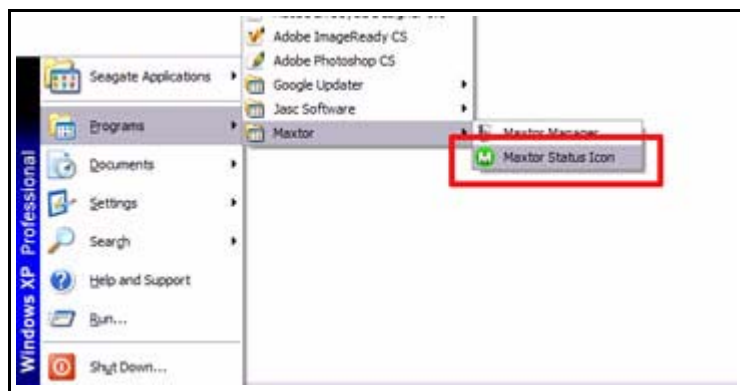 Adobe ImageReady CS
Adobe Photoshop CS
Google Updater
Jasc Software
Maxtor
Maxtor Manager
Maxtor Status Icon
Seagate Applications
Programs
Documents
Settings
Search
Help and Support
Run...
Shut Down...
Windows XP Professional